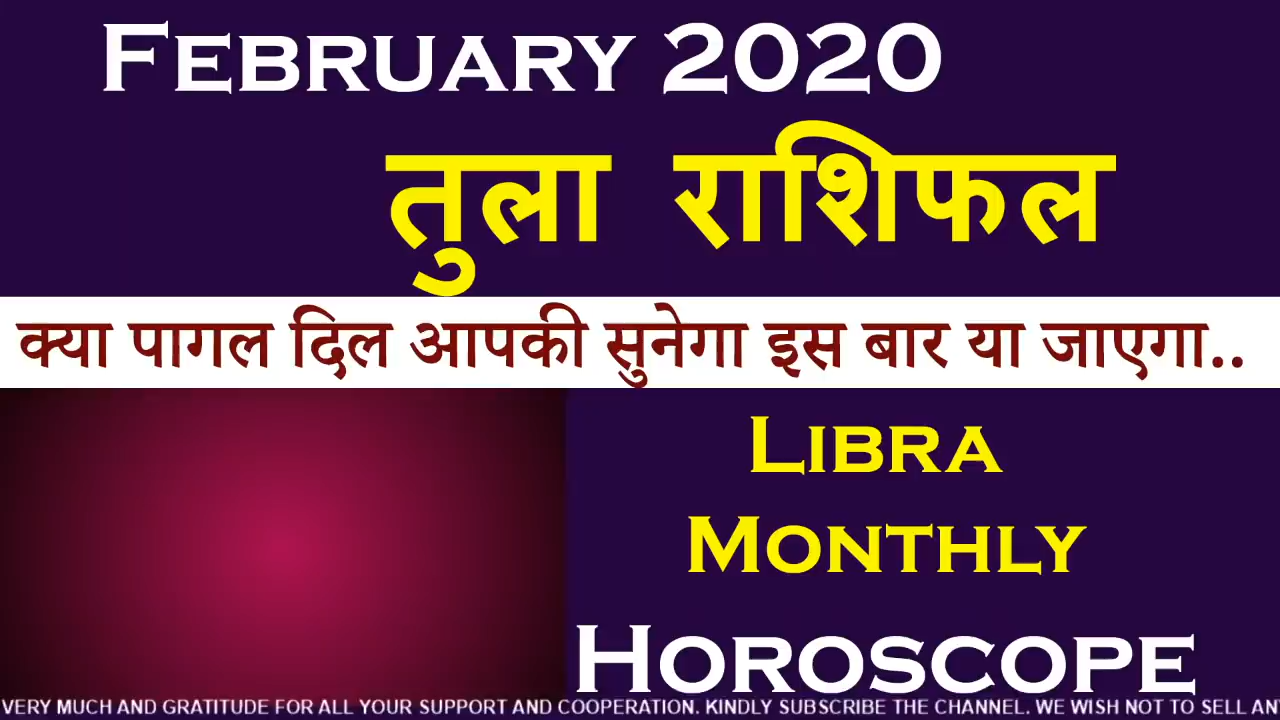 FEBRUARY 2020
तुला राशिफल
क्या पागल दिल आपकी सुनेगा इस बार या जाएगा..
LIBRA
MONTHLY
HOROSCOPE
VERY MUCH AND GRATITUDE FOR ALL YOUR SUPPORT AND COOPERATION. KINDLY SUBSCRIBE THE CHANNEL. WE WISH NOT TO SELL AN